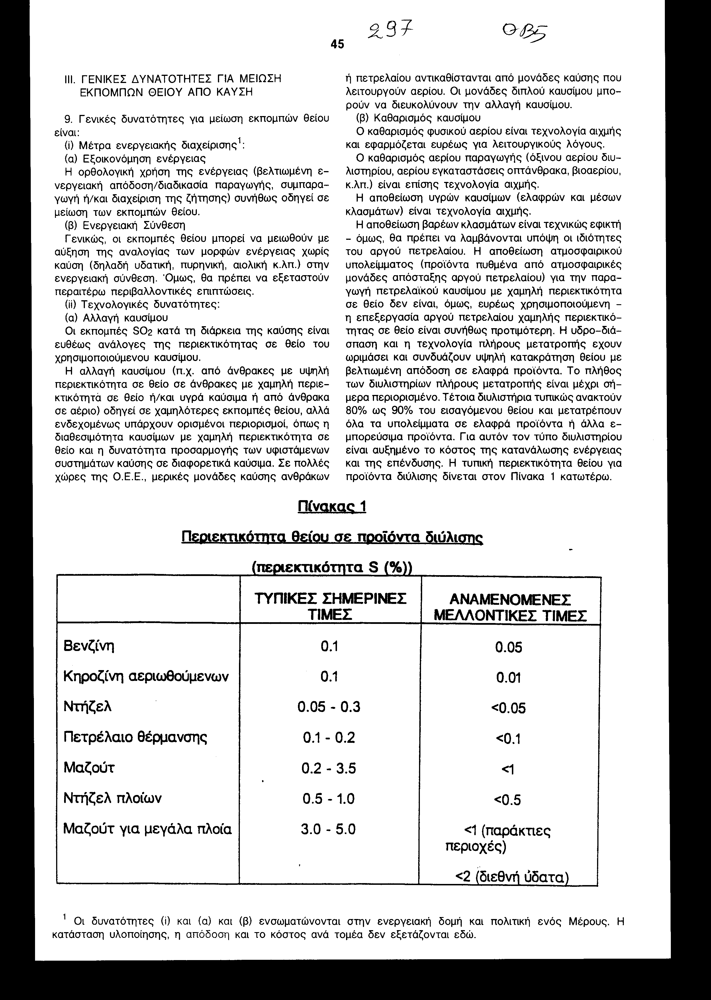 297 ΘΒ5
45
III. ΓΕΝΙΚΕΣ ΔΥΝΑΤΟΤΗΤΕΣ ΓΙΑ ΜΕΙΩΣΗ
ΕΚΠΟΜΠΩΝ ΘΕΙΟΥ ΑΠΟ ΚΑΥΣΗ
9. Γενικές δυνατότητες για μείωση εκπομπών θείου
είναι:
(i) Μέτρα ενεργειακής διαχείρισης¹:
(α) Εξοικονόμηση ενέργειας
Η ορθολογική χρήση της ενέργειας (βελτιωμένη ε-
νεργειακή απόδοση/διαδικασία παραγωγής, συμπαρα-
γωγή ή/και διαχείριση της ζήτησης) συνήθως οδηγεί σε
μείωση των εκπομπών θείου.
(β) Ενεργειακή Σύνθεση
Γενικώς, οι εκπομπές θείου μπορεί να μειωθούν με
αύξηση της αναλογίας των μορφών ενέργειας χωρίς
καύση (δηλαδή υδατική, πυρηνική, αιολική κ.λπ.) στην
ενεργειακή σύνθεση. Όμως, θα πρέπει να εξεταστούν
περαιτέρω περιβαλλοντικές επιπτώσεις.
(ii) Τεχνολογικές δυνατότητες:
(α) Αλλαγή καυσίμου
Οι εκπομπές SO2 κατά τη διάρκεια της καύσης είναι
ευθέως ανάλογες της περιεκτικότητας σε θείο του
χρησιμοποιούμενου καυσίμου.
Η αλλαγή καυσίμου (π.χ. από άνθρακες με υψηλή
περιεκτικότητα σε θείο σε άνθρακες με χαμηλή περιε-
κτικότητά σε θείο ή/και υγρά καύσιμα ή από άνθρακα
σε αέριο) οδηγεί σε χαμηλότερες εκπομπές θείου, αλλά
ενδεχομένως υπάρχουν ορισμένοι περιορισμοί, όπως η
διαθεσιμότητα καυσίμων με χαμηλή περιεκτικότητα σε
θείο και η δυνατότητα προσαρμογής των υφιστάμενων
συστημάτων καύσης σε διαφορετικά καύσιμα. Σε πολλές
χώρες της Ο.Ε.Ε., μερικές μονάδες καύσης ανθράκων
ή πετρελαίου αντικαθίστανται από μονάδες καύσης που
λειτουργούν αερίου. Οι μονάδες διπλού καυσίμου μπο-
ρούν να διευκολύνουν την αλλαγή καυσίμου.
(β) Καθαρισμός καυσίμου
Ο καθαρισμός φυσικού αερίου είναι τεχνολογία αιχμής
και εφαρμόζεται ευρέως για λειτουργικούς λόγους.
Ο καθαρισμός αερίου παραγωγής (όξινου αερίου διυ-
λιστηρίου, αερίου εγκαταστάσεις οπτάνθρακα, βιοαερίου,
κ.λπ.) είναι επίσης τεχνολογία αιχμής.
Η αποθείωση υγρών καυσίμων (ελαφρών και μέσων
κλασμάτων) είναι τεχνολογία αιχμής.
Η αποθείωση βαρέων κλασμάτων είναι τεχνικώς εφικτή
- όμως, θα πρέπει να λαμβάνονται υπόψη οι ιδιότητες
του αργού πετρελαίου. Η αποθείωση ατμοσφαιρικού
υπολείμματος (προϊόντα πυθμένα από ατμοσφαιρικές
μονάδες απόσταξης αργού πετρελαίου) για την παρα-
γωγή πετρελαϊκού καυσίμου με χαμηλή περιεκτικότητα
σε θείο δεν είναι, όμως, ευρέως χρησιμοποιούμενη -
η επεξεργασία αργού πετρελαίου χαμηλής περιεκτικό-
τητας σε θείο είναι συνήθως προτιμότερη. Η υδρο-διά-
σπαση και η τεχνολογία πλήρους μετατροπής εχουν
ωριμάσει και συνδυάζουν υψηλή κατακράτηση θείου με
βελτιωμένη απόδοση σε ελαφρά προϊόντα. Το πλήθος
των διυλιστηρίων πλήρους μετατροπής είναι μέχρι σή-
μερα περιορισμένο. Τέτοια διυλιστήρια τυπικώς ανακτούν
80% ως 90% του εισαγόμενου θείου και μετατρέπουν
όλα τα υπολείμματα σε ελαφρά προϊόντα ή άλλα ε-
μπορεύσιμα προϊόντα. Για αυτόν τον τύπο διυλιστηρίου
είναι αυξημένο το κόστος της κατανάλωσης ενέργειας
και της επένδυσης. Η τυπική περιεκτικότητα θείου για
προϊόντα διύλισης δίνεται στον Πίνακα 1 κατωτέρω.
Πίνακας 1
Περιεκτικότητα θείου σε προϊόντα διύλισης
(περιεκτικότητα S (%))
ΤΥΠΙΚΕΣ ΣΗΜΕΡΙΝΕΣ ΑΝΑΜΕΝΟΜΕΝΕΣ
ΤΙΜΕΣ ΜΕΛΛΟΝΤΙΚΕΣ ΤΙΜΕΣ
Βενζίνη 0.1 0.05
Κηροζίνη αεριωθούμενων 0.1 0.01
Ντήζελ 0.05 - 0.3 <0.05
Πετρέλαιο θέρμανσης 0.1 - 0.2 <0.1
Μαζούτ 0.2 - 3.5 <1
Ντήζελ πλοίων 0.5 - 1.0 <0.5
Μαζούτ για μεγάλα πλοία 3.0 - 5.0 <1 (παράκτιες
περιοχές)
<2 (διεθνή ύδατα)
¹ Οι δυνατότητες (i) και (α) και (β) ενσωματώνονται στην ενεργειακή δομή και πολιτική ενός Μέρους. Η
κατάσταση υλοποίησης, η απόδοση και το κόστος ανά τομέα δεν εξετάζονται εδώ.